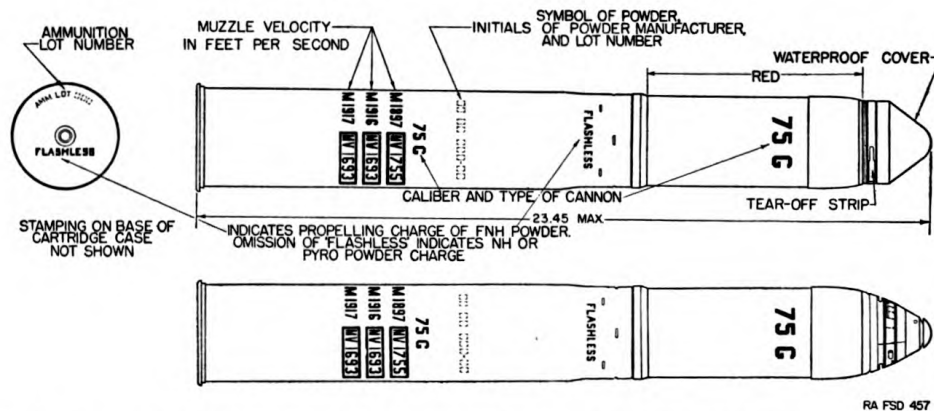 AMMUNITION
LOT NUMBER
MUZZLE VELOCITY
IN FEET PER SECOND
SYMBOL OF POWDER,
INITIALS OF POWDER MANUFACTURER,
AND LOT NUMBER
WATERPROOF COVER
RED
AMM LOT
FLASHLESS
M1917
M1916
M1897
MV1693
MV1693
MV1755
75 G
FLASHLESS
75 G
CALIBER AND TYPE OF CANNON
TEAR-OFF STRIP
23.45 MAX
STAMPING ON BASE OF
CARTRIDGE CASE
NOT SHOWN
INDICATES PROPELLING CHARGE OF FNH POWDER.
OMISSION OF 'FLASHLESS' INDICATES NH OR
PYRO POWDER CHARGE
M1917
M1916
M1897
MV1693
MV1693
MV1755
75 G
FLASHLESS
75 G
RA FSD 457